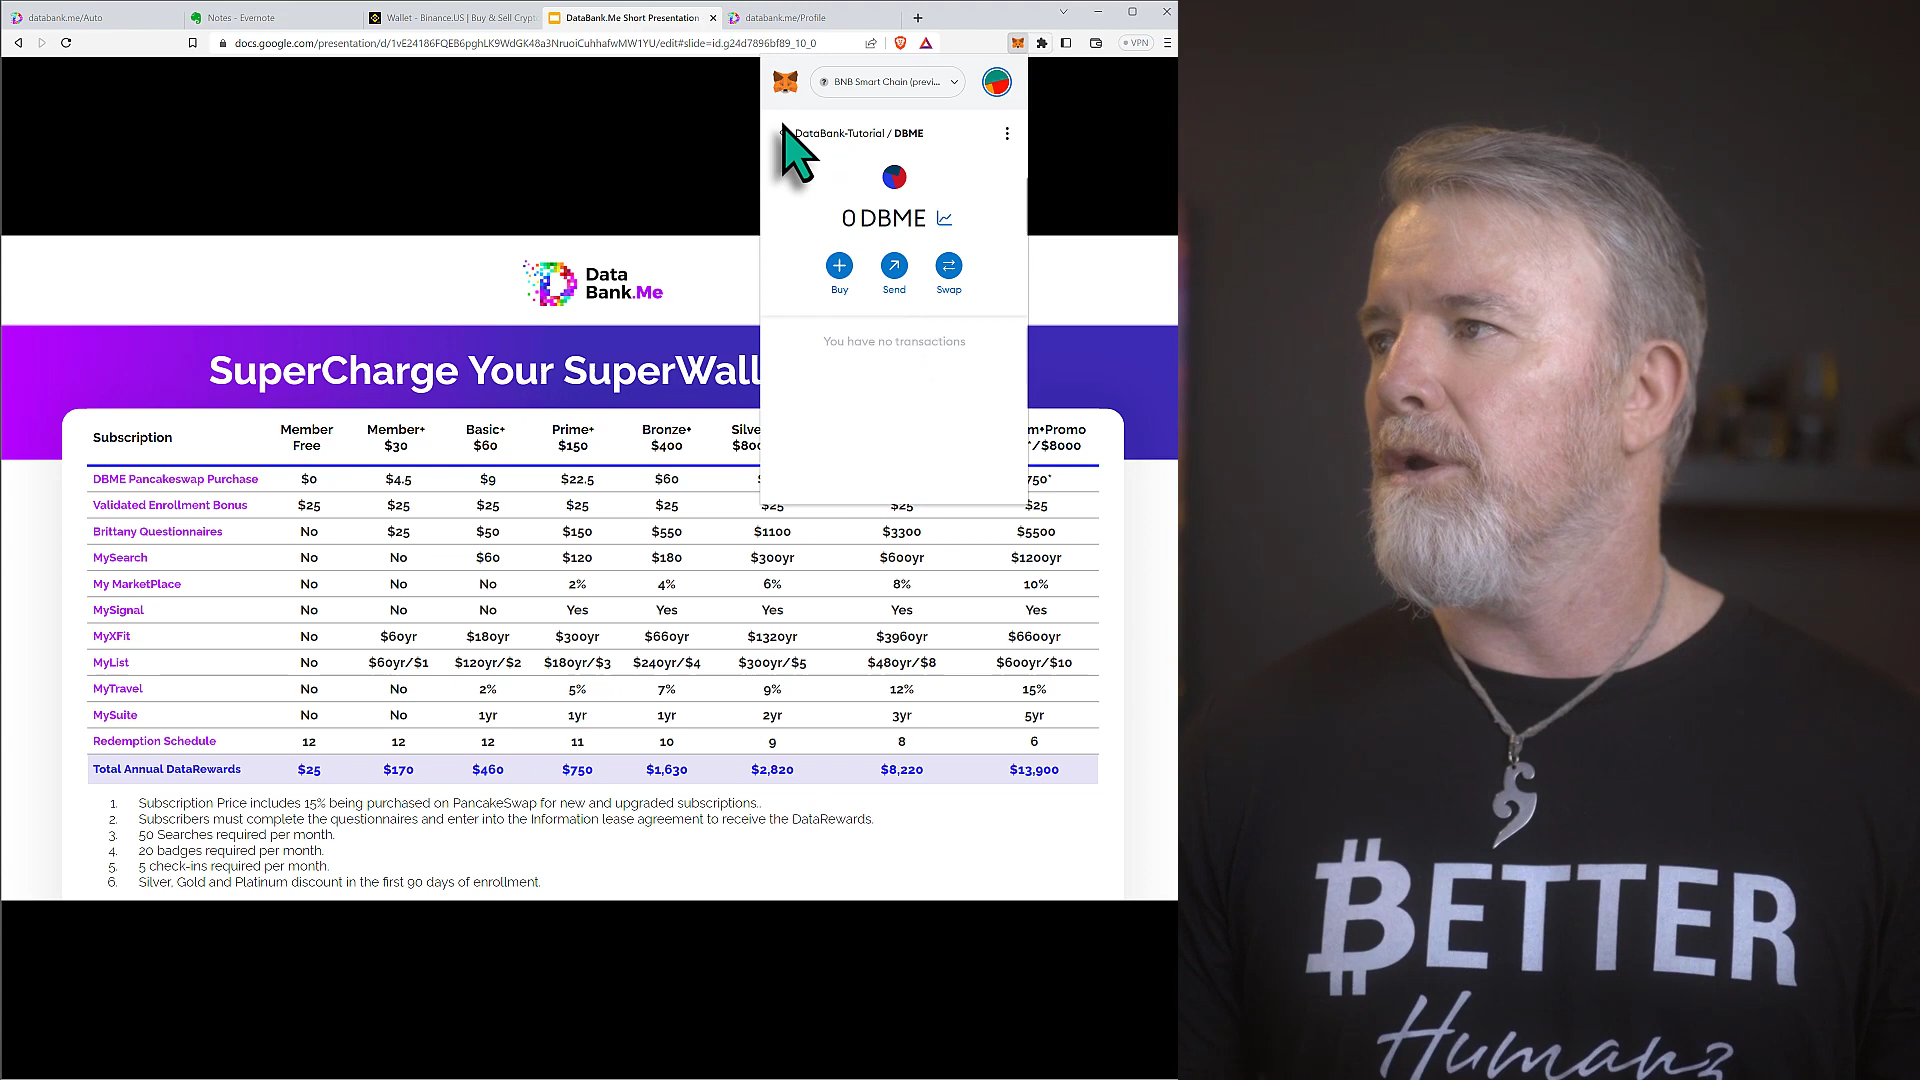 databank.me/Auto
Notes - Evernote
Wallet - Binance.US | Buy & Sell Crypt
DataBank.Me Short Presentation
databank.me/Profile
docs.google.com/presentation/d/1vE24186FQEB6pghLK9WdGK48a3NruoiCuhhafwMW1YU/edit#slide=id.g24d7896bf89_10_0
VPN
BNB Smart Chain (previ...
DataBank-Tutorial / DBME
0 DBME
Buy Send Swap
You have no transactions
Data
Bank.Me
SuperCharge Your SuperWall
Subscription Member Free Member+ $30 Basic+ $60 Prime+ $150 Bronze+ $400 Silve $800 m+Promo */$8000
DBME Pancakeswap Purchase $0 $4.5 $9 $22.5 $60 750*
Validated Enrollment Bonus $25 $25 $25 $25 $25 $25 $25 $25
Brittany Questionnaires No $25 $50 $150 $550 $1100 $3300 $5500
MySearch No No $60 $120 $180 $300yr $600yr $1200yr
My MarketPlace No No No 2% 4% 6% 8% 10%
MySignal No No No Yes Yes Yes Yes Yes
MyXFit No $60yr $180yr $300yr $660yr $1320yr $3960yr $6600yr
MyList No $60yr/$1 $120yr/$2 $180yr/$3 $240yr/$4 $300yr/$5 $480yr/$8 $600yr/$10
MyTravel No No 2% 5% 7% 9% 12% 15%
MySuite No No 1yr 1yr 1yr 2yr 3yr 5yr
Redemption Schedule 12 12 12 11 10 9 8 6
Total Annual DataRewards $25 $170 $460 $750 $1,630 $2,820 $8,220 $13,900
1. Subscription Price includes 15% being purchased on PancakeSwap for new and upgraded subscriptions..
2. Subscribers must complete the questionnaires and enter into the Information lease agreement to receive the DataRewards.
3. 50 Searches required per month.
4. 20 badges required per month.
5. 5 check-ins required per month.
6. Silver, Gold and Platinum discount in the first 90 days of enrollment.
BETTER
Humanz